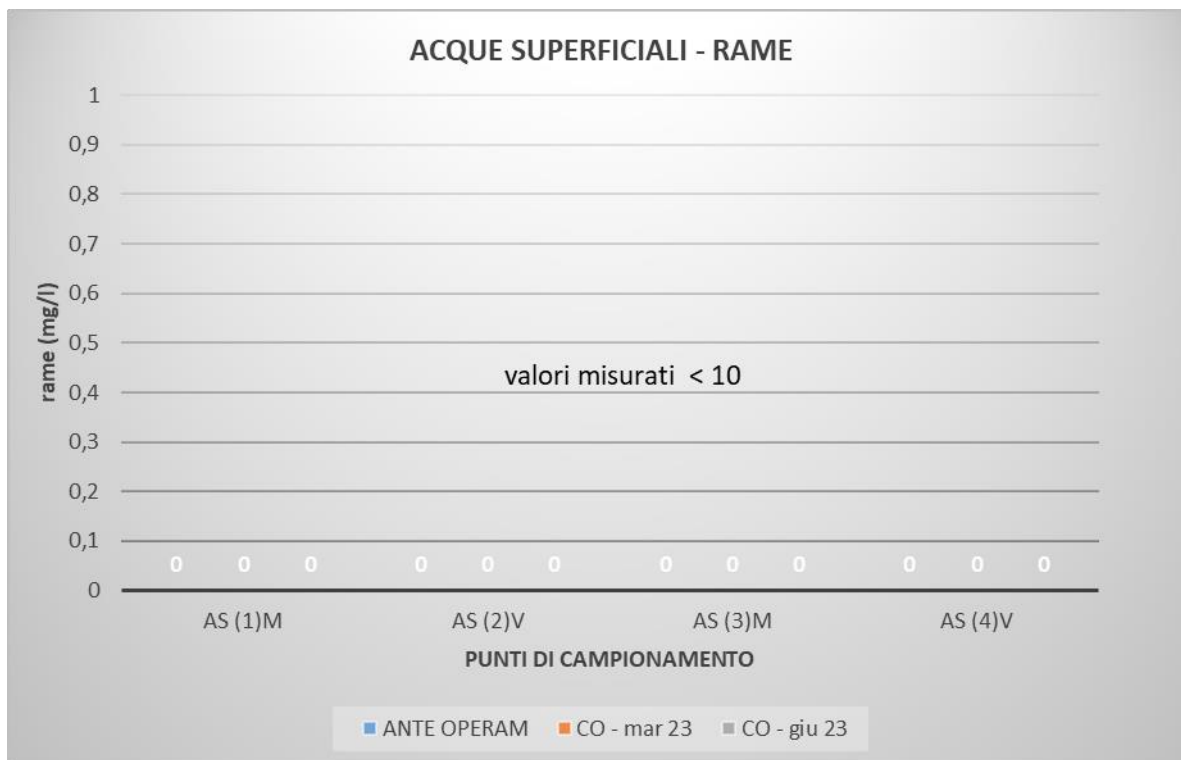 ACQUE SUPERFICIALI - RAME
1
0,9
0,8
0,7
0,6
0,5
0,4
0,3
0,2
0,1
0
rame (mg/l)
valori misurati < 10
0 0 0 0 0 0 0 0 0 0 0 0
AS (1)M AS (2)V AS (3)M AS (4)V
PUNTI DI CAMPIONAMENTO
ANTE OPERAM CO - mar 23 CO - giu 23